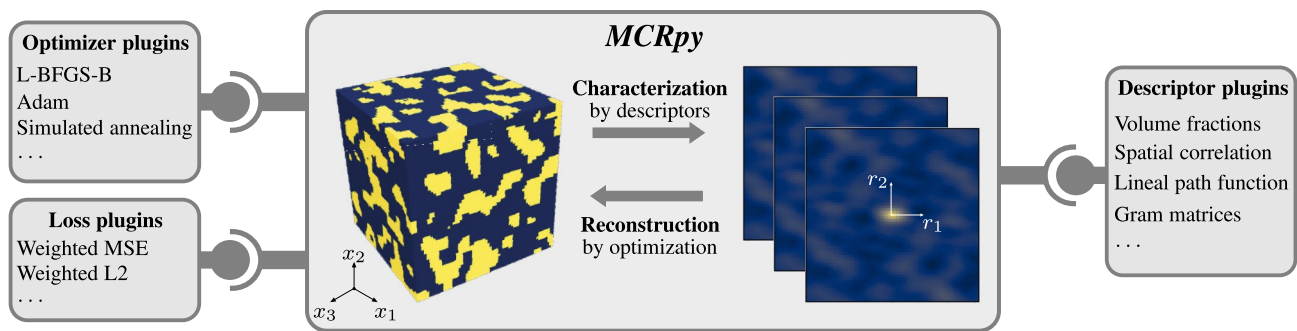 Optimizer plugins
L-BFGS-B
Adam
Simulated annealing
. . .
Loss plugins
Weighted MSE
Weighted L2
. . .
MCRpy
Characterization
by descriptors
Reconstruction
by optimization
x₂
x₃
x₁
r₂
r₁
Descriptor plugins
Volume fractions
Spatial correlation
Lineal path function
Gram matrices
. . .